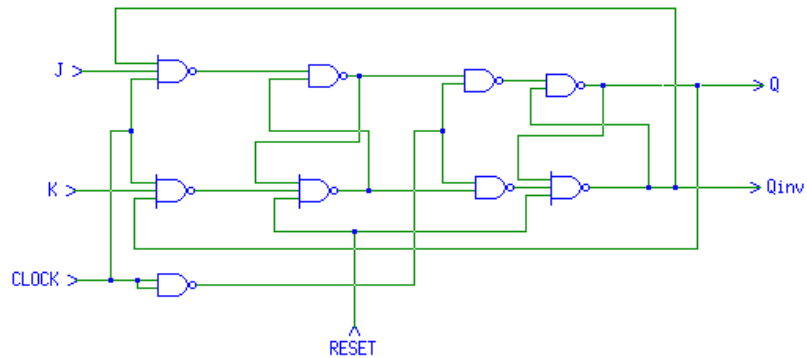 J
Q
K
Qinv
CLOCK
RESET